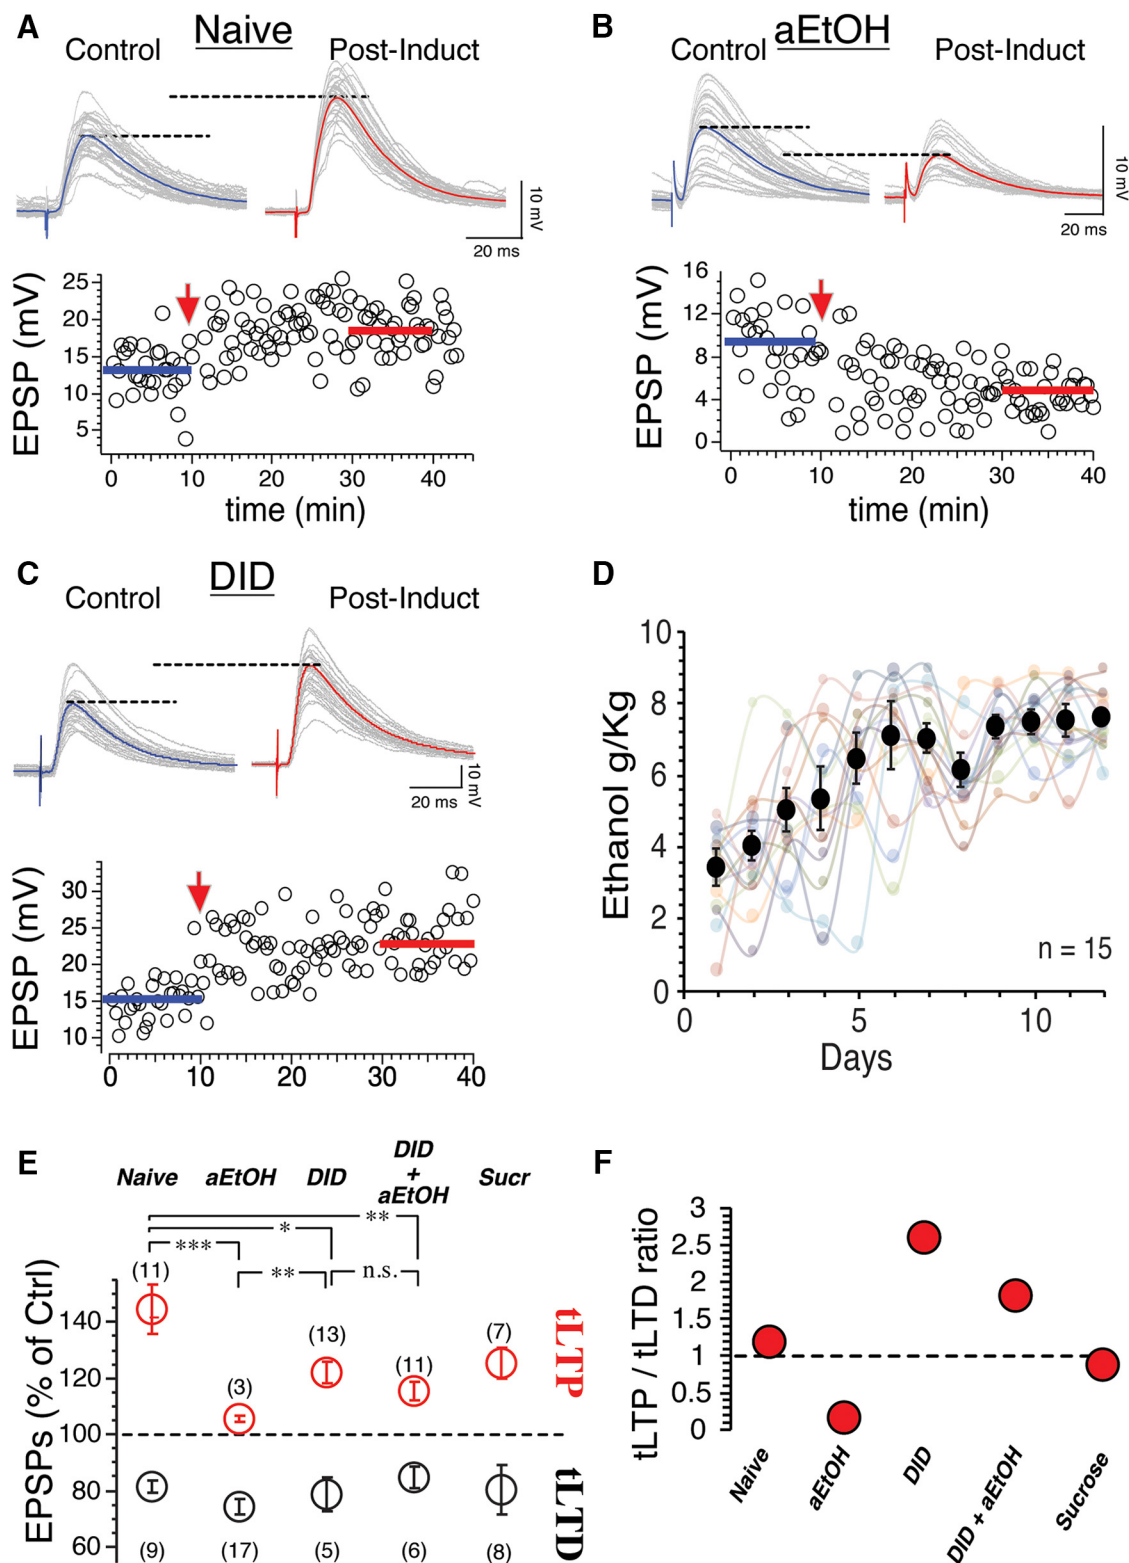 A
Naive
Control
Post-Induct
10 mV
20 ms
EPSP (mV)
25
20
15
10
5
0
10
20
30
40
time (min)
B
aEtOH
Control
Post-Induct
10 mV
20 ms
EPSP (mV)
16
12
8
4
0
0
10
20
30
40
time (min)
C
DID
Control
Post-Induct
10 mV
20 ms
EPSP (mV)
30
25
20
15
10
0
10
20
30
40
D
Ethanol g/Kg
10
8
6
4
2
0
n = 15
0
5
10
Days
E
Naive
aEtOH
DID
DID
+
aEtOH
Sucr
**
*
***
**
n.s.
(11)
(3)
(13)
(11)
(7)
EPSPs (% of Ctrl)
140
120
100
80
60
tLTP
tLTD
(9)
(17)
(5)
(6)
(8)
F
tLTP / tLTD ratio
3
2.5
2
1.5
1
0.5
0
Naive
aEtOH
DID
DID + aEtOH
Sucrose